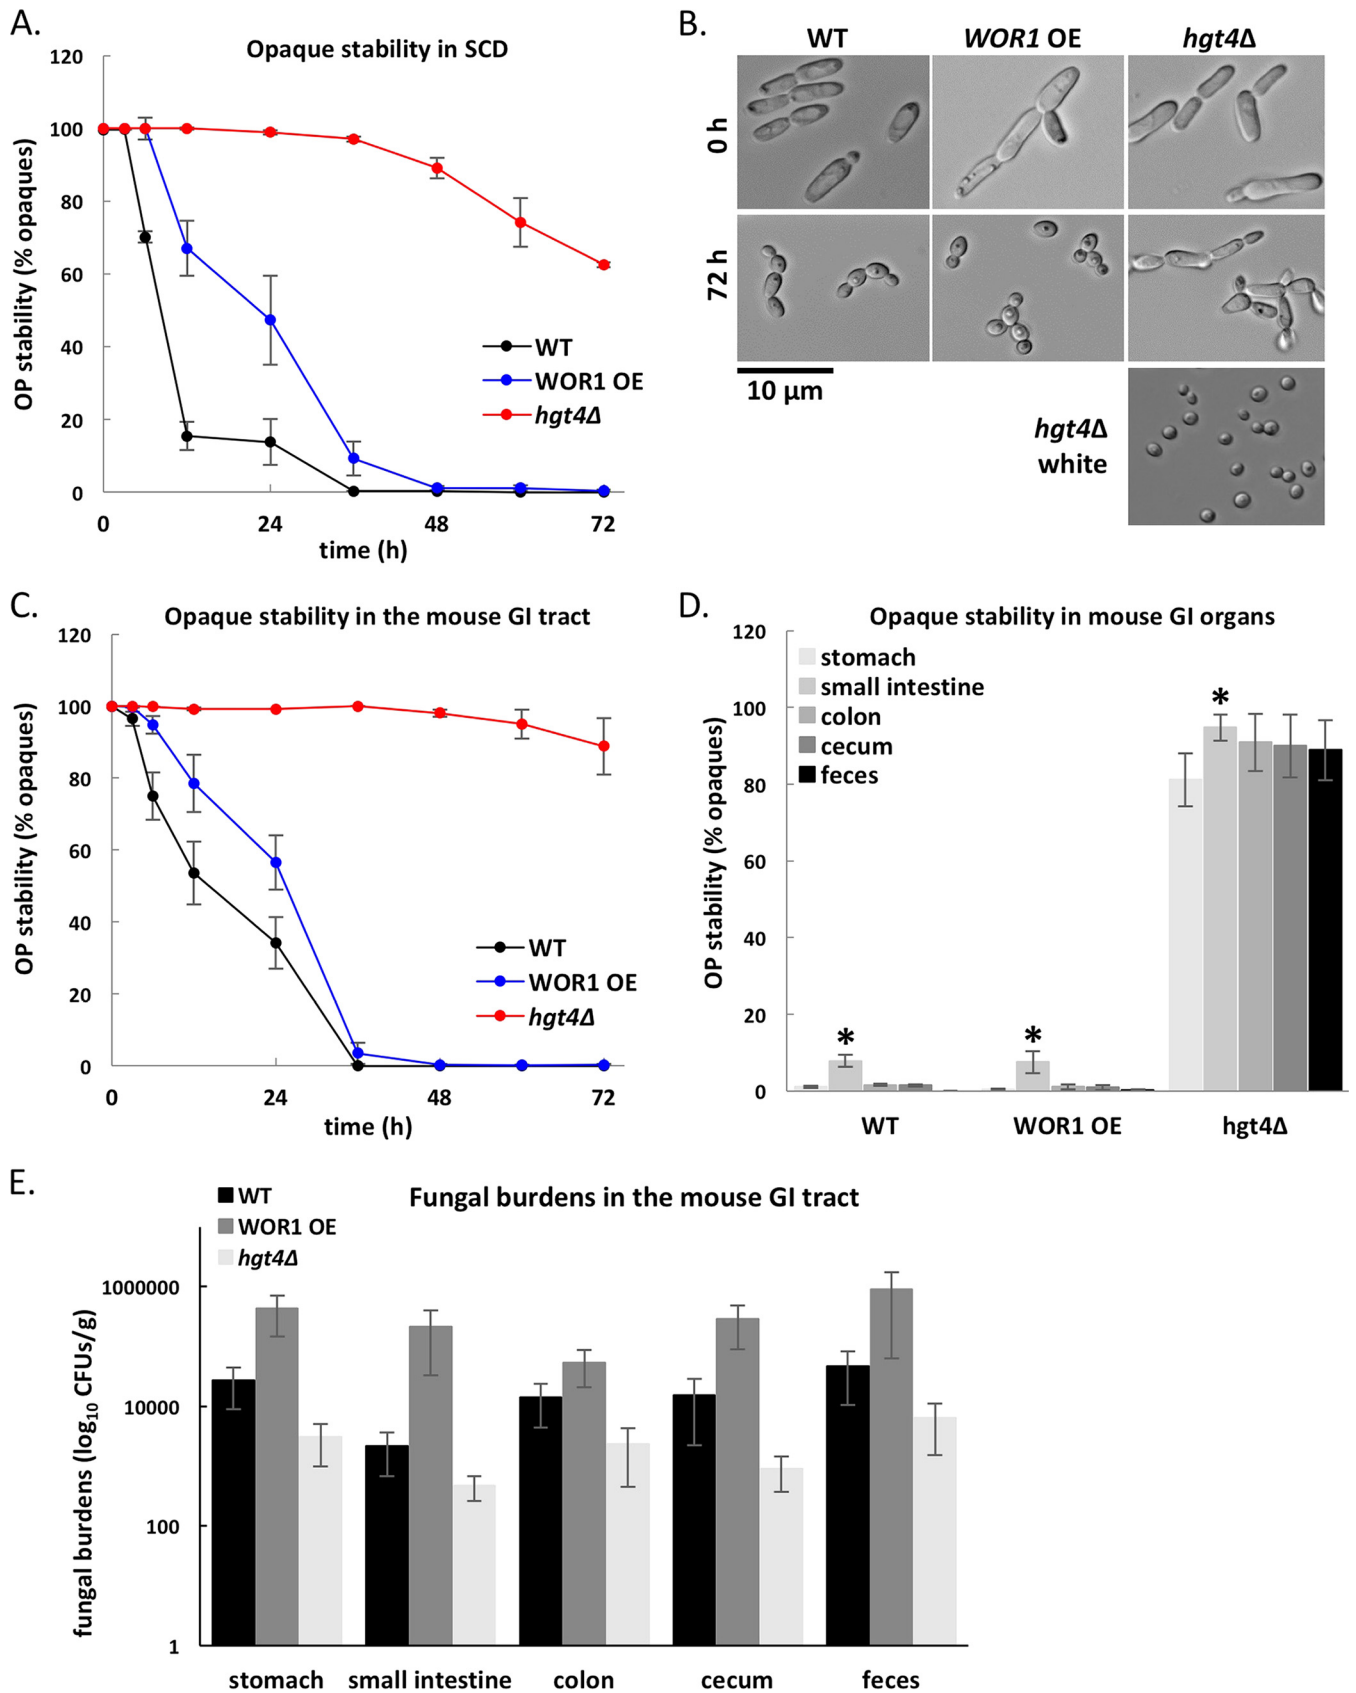 A.
Opaque stability in SCD
OP stability (% opaques)
120
100
80
60
40
20
0
0 24 48 72
time (h)
WT
WOR1 OE
hgt4Δ
B.
WT WOR1 OE hgt4Δ
0 h
72 h
10 µm
hgt4Δ
white
C.
Opaque stability in the mouse GI tract
OP stability (% opaques)
120
100
80
60
40
20
0
0 24 48 72
time (h)
WT
WOR1 OE
hgt4Δ
D.
Opaque stability in mouse GI organs
OP stability (% opaques)
120
100
80
60
40
20
0
stomach
small intestine
colon
cecum
feces
* * *
WT WOR1 OE hgt4Δ
E.
Fungal burdens in the mouse GI tract
WT
WOR1 OE
hgt4Δ
fungal burdens (log₁₀ CFUs/g)
1000000
10000
100
1
stomach small intestine colon cecum feces